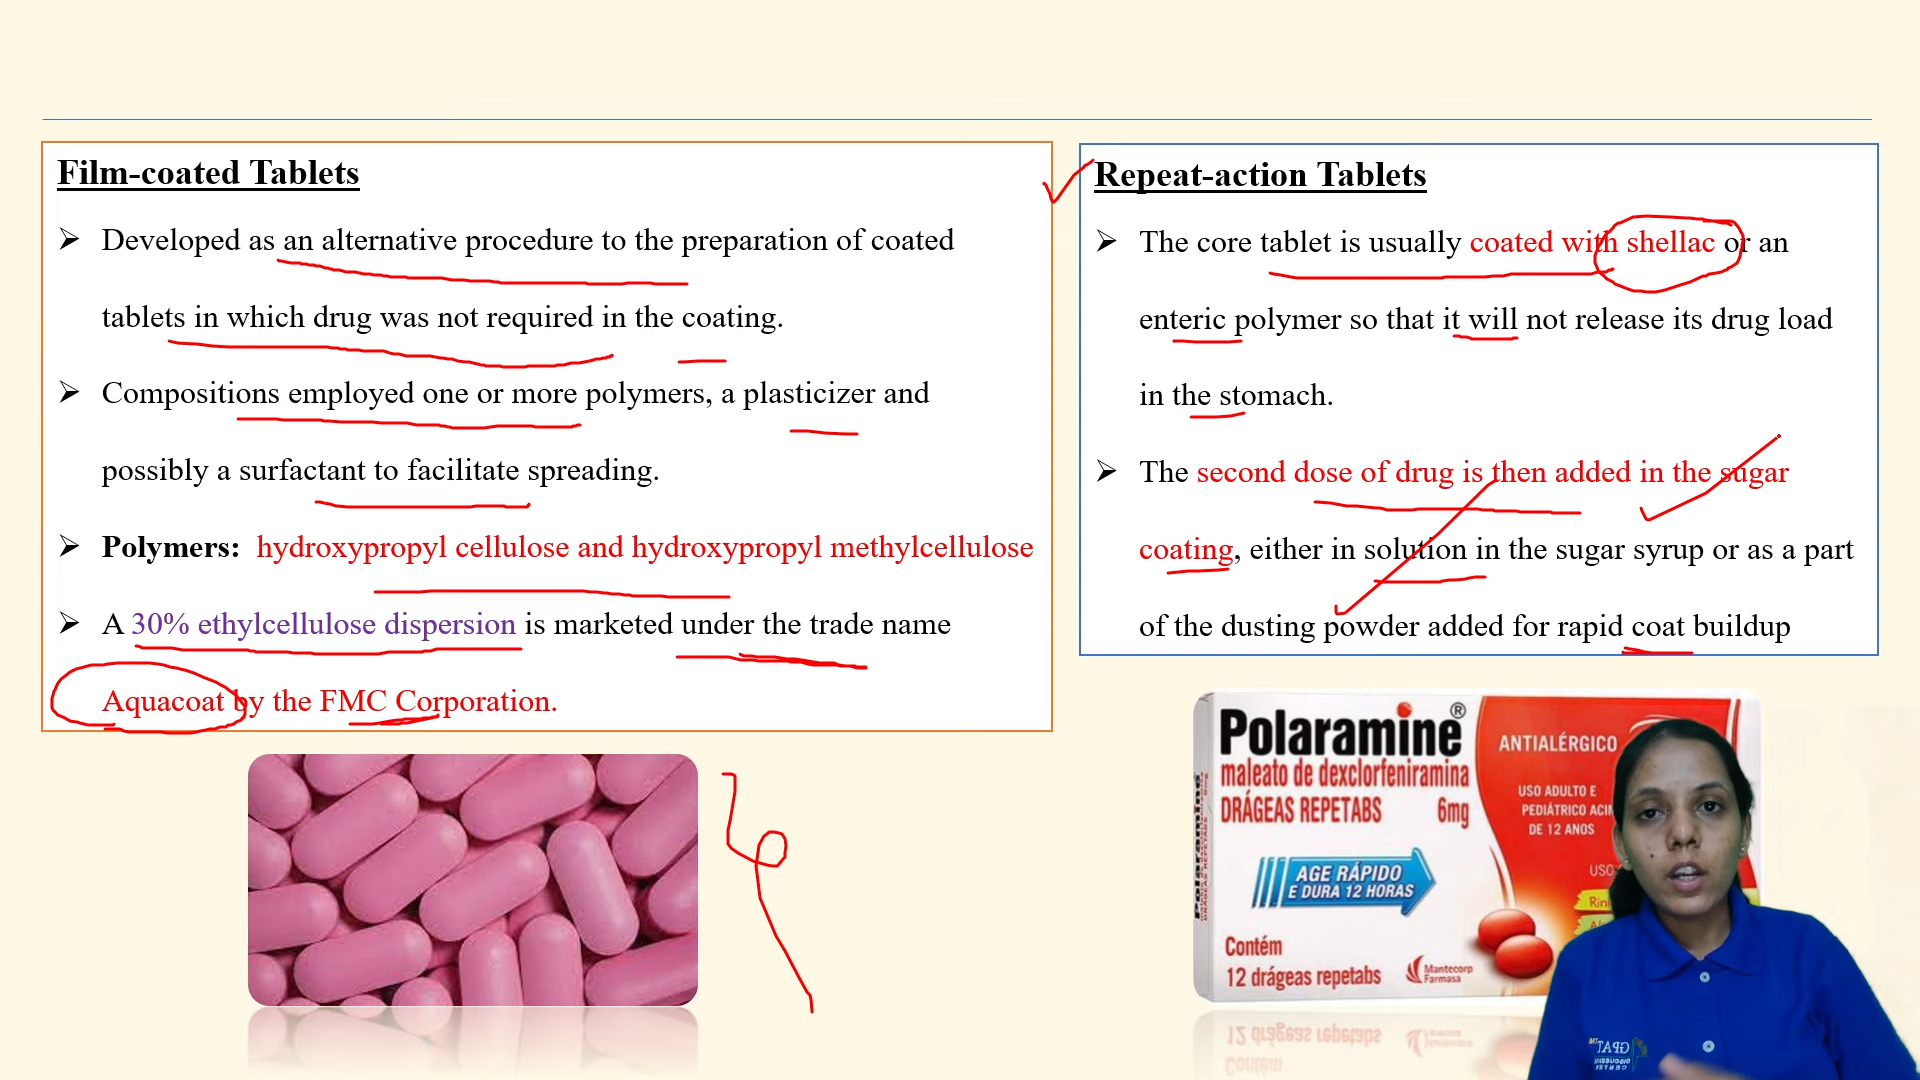 Film-coated Tablets
Developed as an alternative procedure to the preparation of coated
tablets in which drug was not required in the coating.
Compositions employed one or more polymers, a plasticizer and
possibly a surfactant to facilitate spreading.
Polymers: hydroxypropyl cellulose and hydroxypropyl methylcellulose
A 30% ethylcellulose dispersion is marketed under the trade name
Aquacoat by the FMC Corporation.
Repeat-action Tablets
The core tablet is usually coated with shellac or an
enteric polymer so that it will not release its drug load
in the stomach.
The second dose of drug is then added in the sugar
coating, either in solution in the sugar syrup or as a part
of the dusting powder added for rapid coat buildup
Polaramine®
maleato de dexclorfeniramina
DRÁGEAS REPETABS 6mg
ANTIALÉRGICO
USO ADULTO E
PEDIÁTRICO
DE 12 ANOS
AGE RÁPIDO
E DURA 12 HORAS
Contém
12 drágeas repetabs
Mantecorp
Farmasa
Polaramine
GPAT